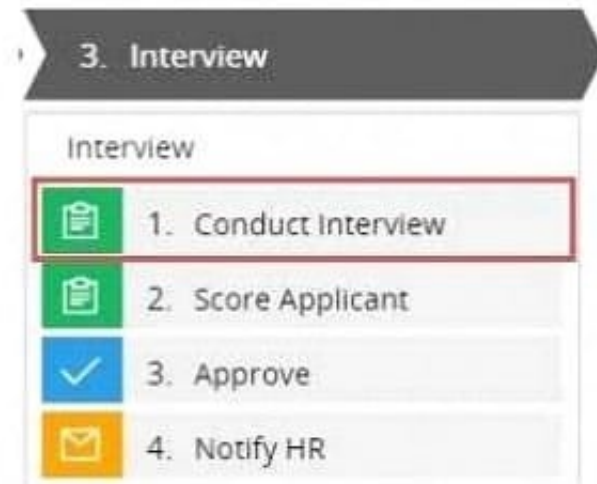 3. Interview
Interview
1. Conduct Interview
2. Score Applicant
3. Approve
4. Notify HR